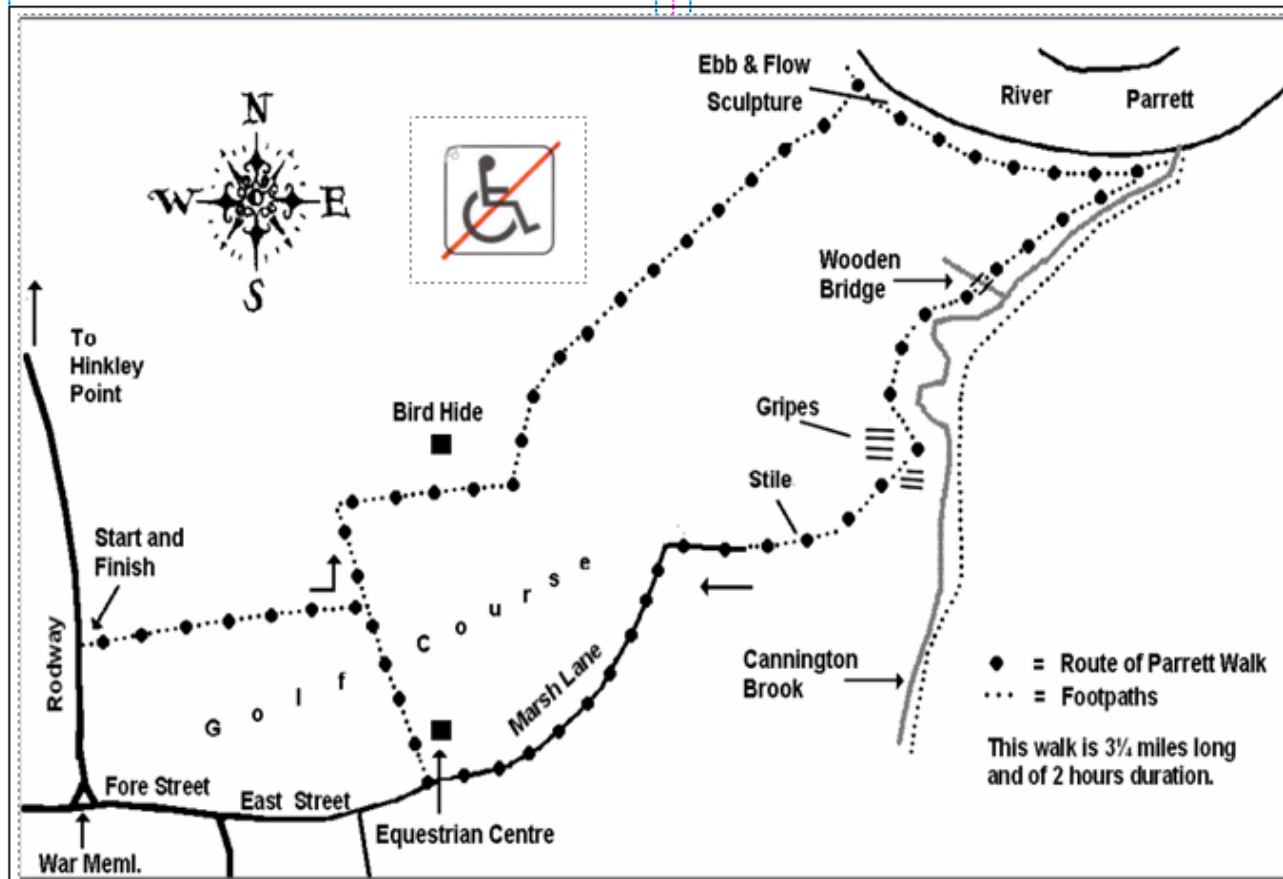 Ebb & Flow
Sculpture
River Parrett
N
W E
S
Wooden
Bridge
To
Hinkley
Point
Bird Hide
Gripes
Stile
Start and
Finish
Rodway
Golf Course
Marsh Lane
Cannington
Brook
= Route of Parrett Walk
= Footpaths
This walk is 3¼ miles long
and of 2 hours duration.
Fore Street
East Street
Equestrian Centre
War Meml.